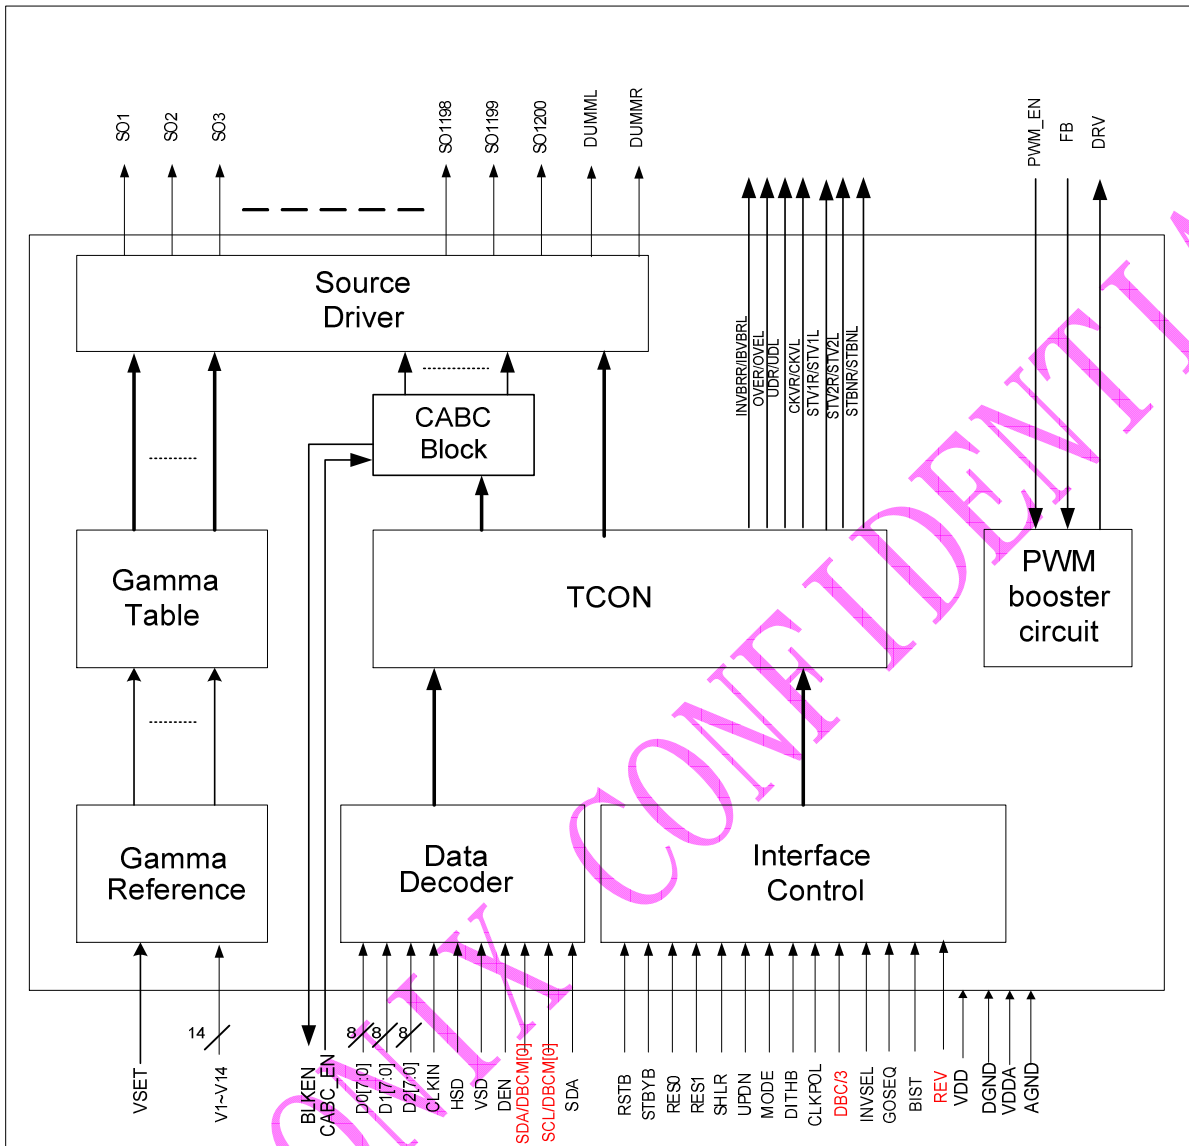 SO1
SO2
SO3
SO1198
SO1199
SO1200
DUMML
DUMMR
PWM_EN
FB
DRV
Source
Driver
INVBRR/IBVBRL
OVER/OVEL
UDR/UDL
CKVR/CKVL
STV1R/STV1L
STV2R/STV2L
STBNR/STBNL
CABC
Block
Gamma
Table
TCON
PWM
booster
circuit
Gamma
Reference
Data
Decoder
Interface
Control
14
8
8
8
VSET
V1~V14
BLKEN
CABC_EN
D0[7:0]
D1[7:0]
D2[7:0]
CLKIN
HSD
VSD
DEN
SDA/DBCM[0]
SCL/DBCM[0]
SDA
RSTB
STBYB
RES0
RES1
SHLR
UPDN
MODE
DITHB
CLKPOL
DBC/3
INVSEL
GOSEQ
BIST
REV
VDD
DGND
VDDA
AGND
ONIX CONFIDENTIA